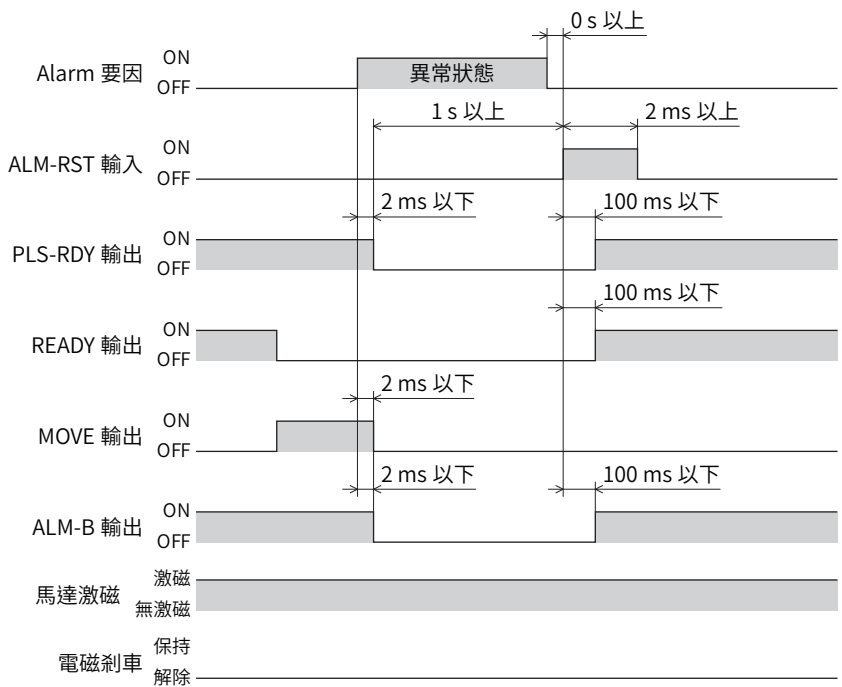 0 s 以上
Alarm 要因
ON
OFF
異常狀態
1 s 以上
2 ms 以上
ALM-RST 輸入
ON
OFF
2 ms 以下
100 ms 以下
PLS-RDY 輸出
ON
OFF
100 ms 以下
READY 輸出
ON
OFF
2 ms 以下
MOVE 輸出
ON
OFF
2 ms 以下
100 ms 以下
ALM-B 輸出
ON
OFF
馬達激磁
激磁
無激磁
電磁剎車
保持
解除